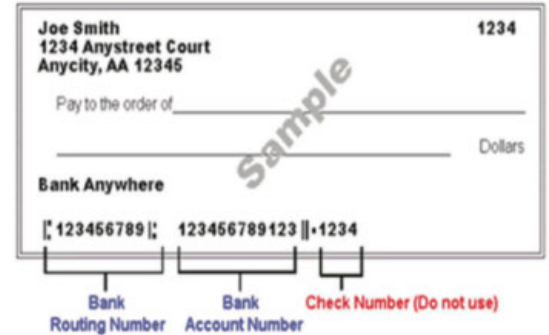 Joe Smith 1234
1234 Anystreet Court
Anycity, AA 12345
Sample
Pay to the order of
Dollars
Bank Anywhere
⑆123456789⑆ 123456789123⑈1234
Bank Routing Number
Bank Account Number
Check Number (Do not use)